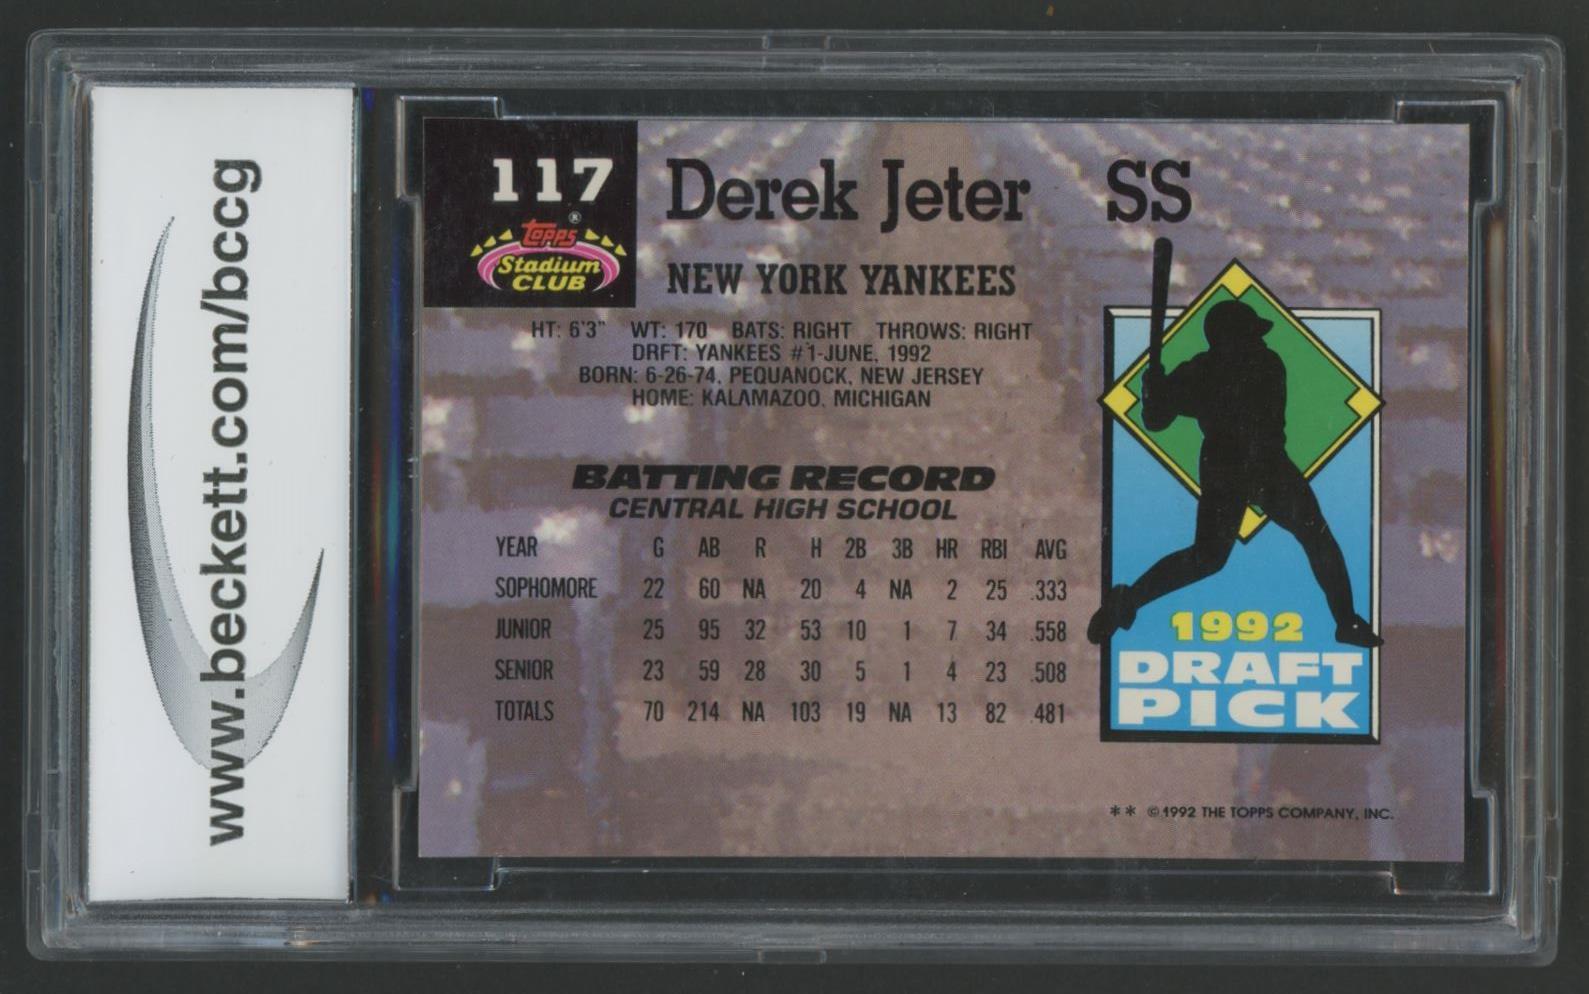 www.beckett.com/bccg
117
Topps®
Stadium
CLUB
Derek Jeter SS
NEW YORK YANKEES
HT: 6'3" WT: 170 BATS: RIGHT THROWS: RIGHT
DRFT: YANKEES #1-JUNE, 1992
BORN: 6-26-74, PEQUANOCK, NEW JERSEY
HOME: KALAMAZOO, MICHIGAN
BATTING RECORD
CENTRAL HIGH SCHOOL
YEAR G AB R H 2B 3B HR RBI AVG
SOPHOMORE 22 60 NA 20 4 NA 2 25 .333
JUNIOR 25 95 32 53 10 1 7 34 .558
SENIOR 23 59 28 30 5 1 4 23 .508
TOTALS 70 214 NA 103 19 NA 13 82 .481
1992
DRAFT
PICK
** ©1992 THE TOPPS COMPANY, INC.